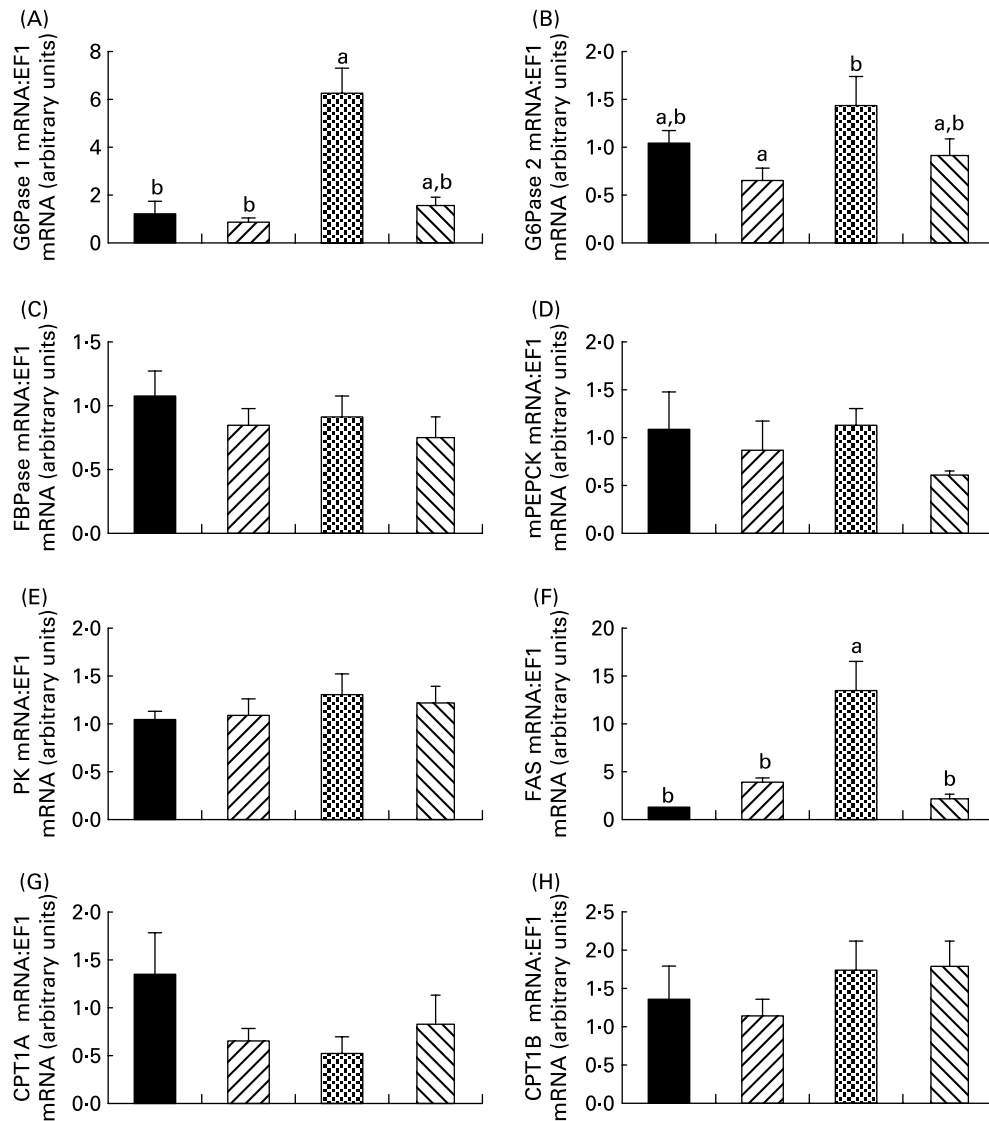 (A)
G6Pase 1 mRNA:EF1
mRNA (arbitrary units)
8
6
4
2
0
b
b
a
a,b
(B)
G6Pase 2 mRNA:EF1
mRNA (arbitrary units)
2·0
1·5
1·0
0·5
0·0
a,b
a
b
a,b
(C)
FBPase mRNA:EF1
mRNA (arbitrary units)
1·5
1·0
0·5
0·0
(D)
mPEPCK mRNA:EF1
mRNA (arbitrary units)
2·0
1·5
1·0
0·5
0·0
(E)
PK mRNA:EF1
mRNA (arbitrary units)
2·0
1·5
1·0
0·5
0·0
(F)
FAS mRNA:EF1
mRNA (arbitrary units)
20
15
10
5
0
b
b
a
b
(G)
CPT1A mRNA:EF1
mRNA (arbitrary units)
2·0
1·5
1·0
0·5
0·0
(H)
CPT1B mRNA:EF1
mRNA (arbitrary units)
2·5
2·0
1·5
1·0
0·5
0·0